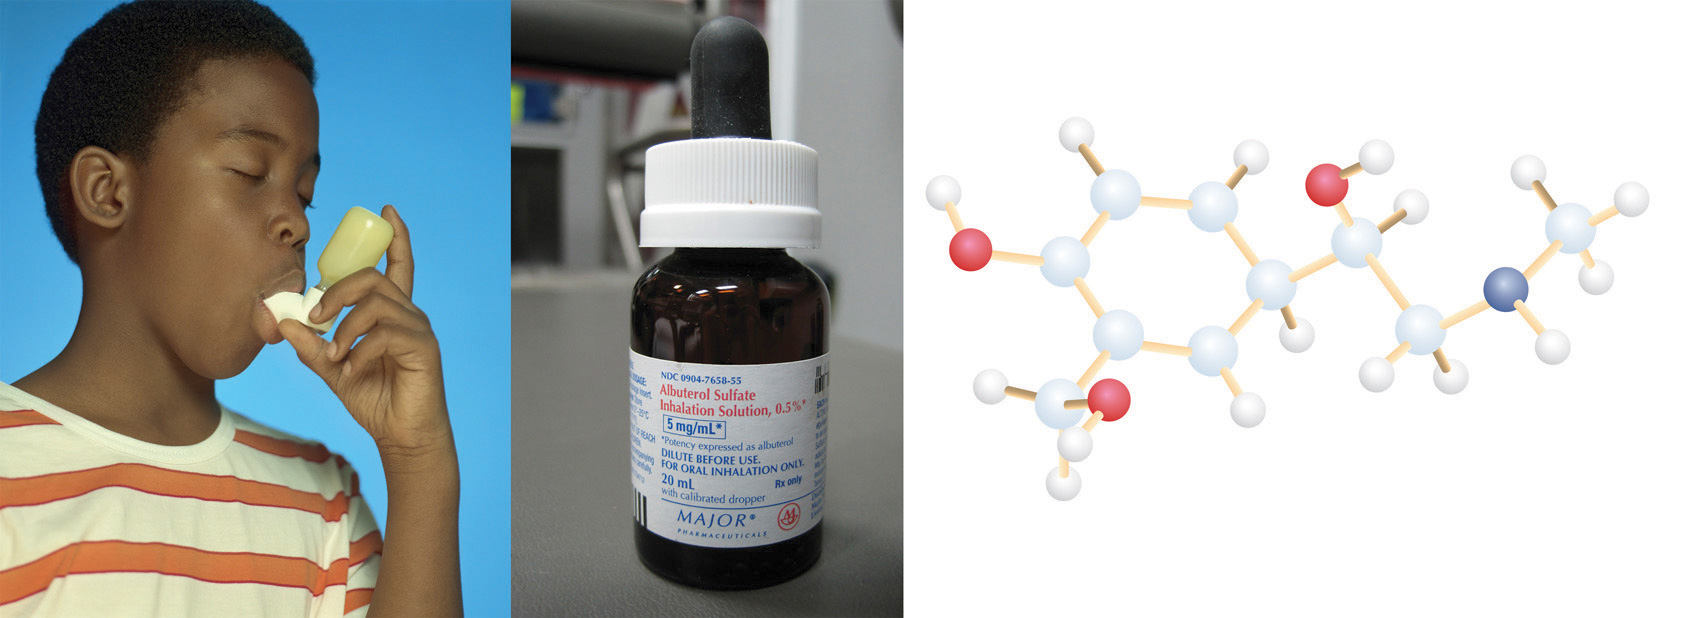 NDC 0904-7658-55
Albuterol Sulfate
Inhalation Solution, 0.5%*
5 mg/mL*
*Potency expressed as albuterol
DILUTE BEFORE USE.
FOR ORAL INHALATION ONLY.
20 mL
Rx only
with calibrated dropper
MAJOR®
PHARMACEUTICALS